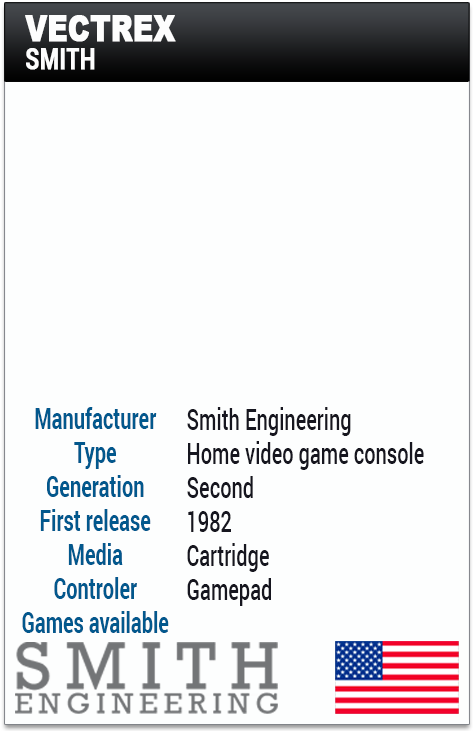 VECTREX
SMITH
Manufacturer Smith Engineering
Type Home video game console
Generation Second
First release 1982
Media Cartridge
Controler Gamepad
Games available
SMITH
ENGINEERING